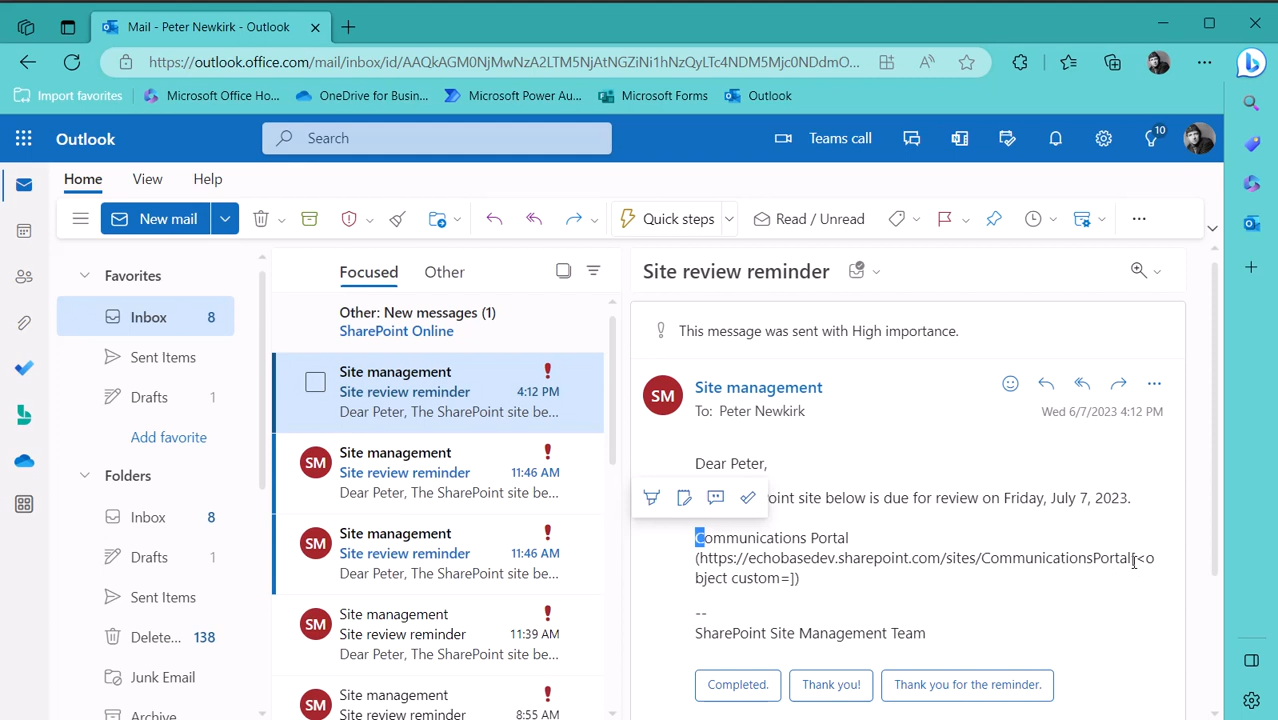 Mail - Peter Newkirk - Outlook
https://outlook.office.com/mail/inbox/id/AAQkAGM0NjMwNzA2LTM5NjAtNGZiNi1hNzQyLTc4NDM5Mjc0NDdmO...
Import favorites
Microsoft Office Ho...
OneDrive for Busin...
Microsoft Power Au...
Microsoft Forms
Outlook
Outlook
Search
Teams call
10
Home
View
Help
New mail
Quick steps
Read / Unread
Favorites
Inbox 8
Sent Items
Drafts 1
Add favorite
Folders
Inbox 8
Drafts 1
Sent Items
Delete... 138
Junk Email
Archive
Focused
Other
Other: New messages (1)
SharePoint Online
Site management
Site review reminder 4:12 PM
Dear Peter, The SharePoint site be...
SM
Site management
Site review reminder 11:46 AM
Dear Peter, The SharePoint site be...
SM
Site management
Site review reminder 11:46 AM
Dear Peter, The SharePoint site be...
SM
Site management
Site review reminder 11:39 AM
Dear Peter, The SharePoint site be...
SM
Site management
Site review reminder 8:55 AM
Site review reminder
This message was sent with High importance.
SM
Site management
To: Peter Newkirk
Wed 6/7/2023 4:12 PM
Dear Peter,
oint site below is due for review on Friday, July 7, 2023.
Communications Portal
(https://echobasedev.sharepoint.com/sites/CommunicationsPortal[<o
bject custom=])
--
SharePoint Site Management Team
Completed.
Thank you!
Thank you for the reminder.